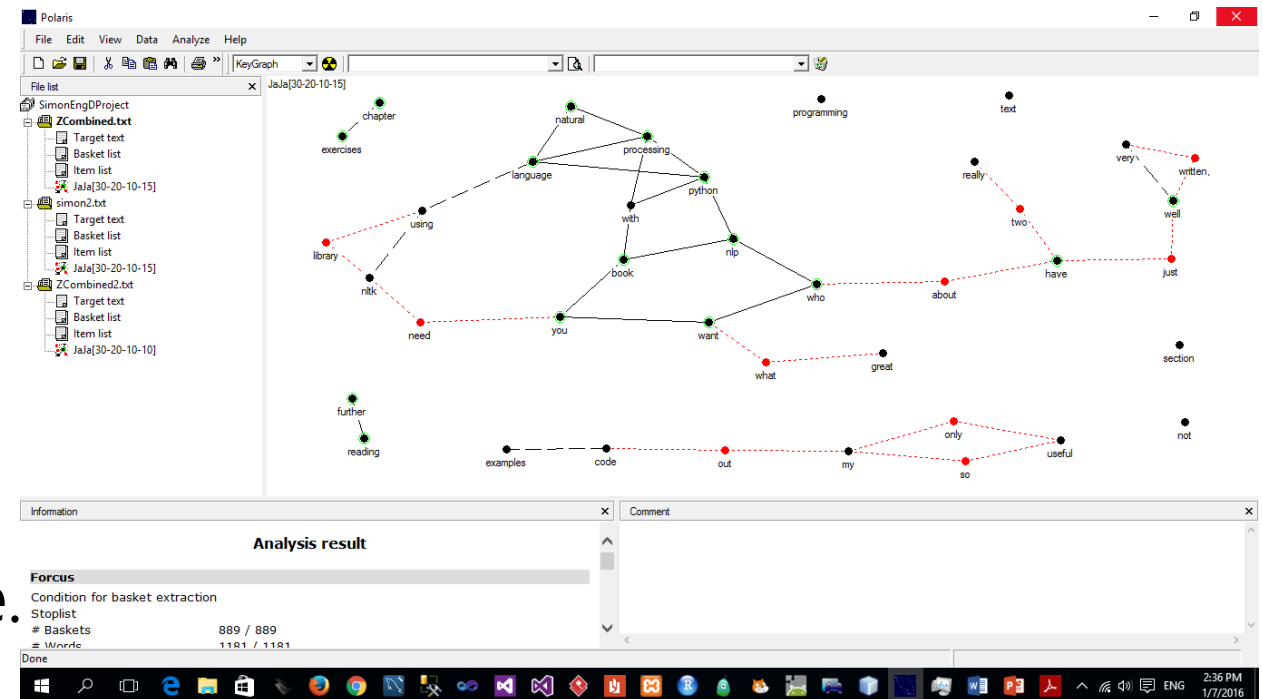 Polaris
File Edit View Data Analyze Help
KeyGraph
File list
JaJa[30-20-10-15]
SimonEngDProject
ZCombined.txt
Target text
Basket list
Item list
JaJa[30-20-10-15]
simon2.txt
Target text
Basket list
Item list
JaJa[30-20-10-15]
ZCombined2.txt
Target text
Basket list
Item list
JaJa[30-20-10-10]
chapter
natural
programming
text
exercises
processing
very
written,
language
really
python
well
with
two
using
library
nlp
book
have
just
nltk
who
about
need
you
want
section
great
what
further
only
not
reading
examples
code
out
my
useful
so
Information
Comment
Analysis result
Forcus
Condition for basket extraction
e.
Stoplist
# Baskets 889 / 889
# Words 1181 / 1181
Done
ENG
2:36 PM
1/7/2016